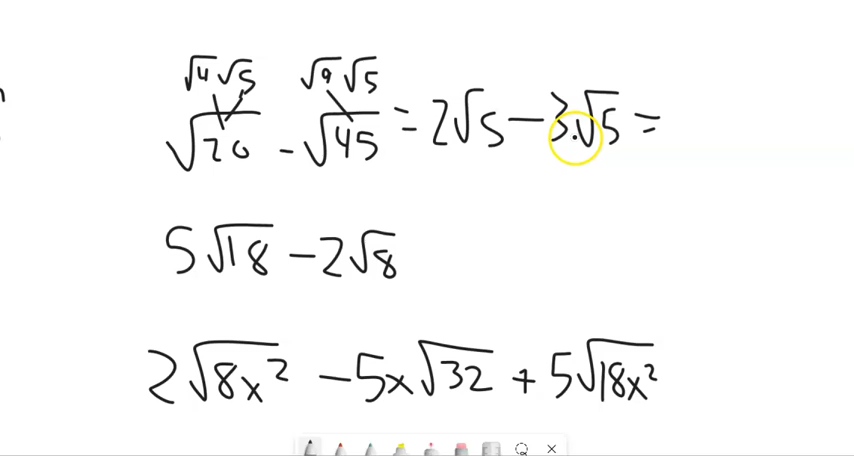 √4 √5 √9 √5
√20 - √45 = 2√5 - 3·√5 =
5√18 - 2√8
2√8x² - 5x√32 + 5√18x²